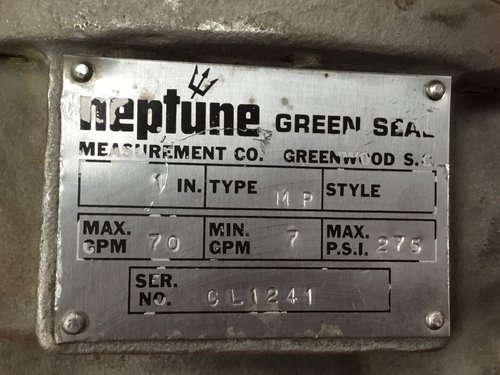 neptune GREEN SEAL
MEASUREMENT CO. GREENWOOD S.C.
IN. TYPE MP STYLE
MAX. GPM 70 MIN. GPM 7 MAX. P.S.I. 275
SER. NO. CL1241